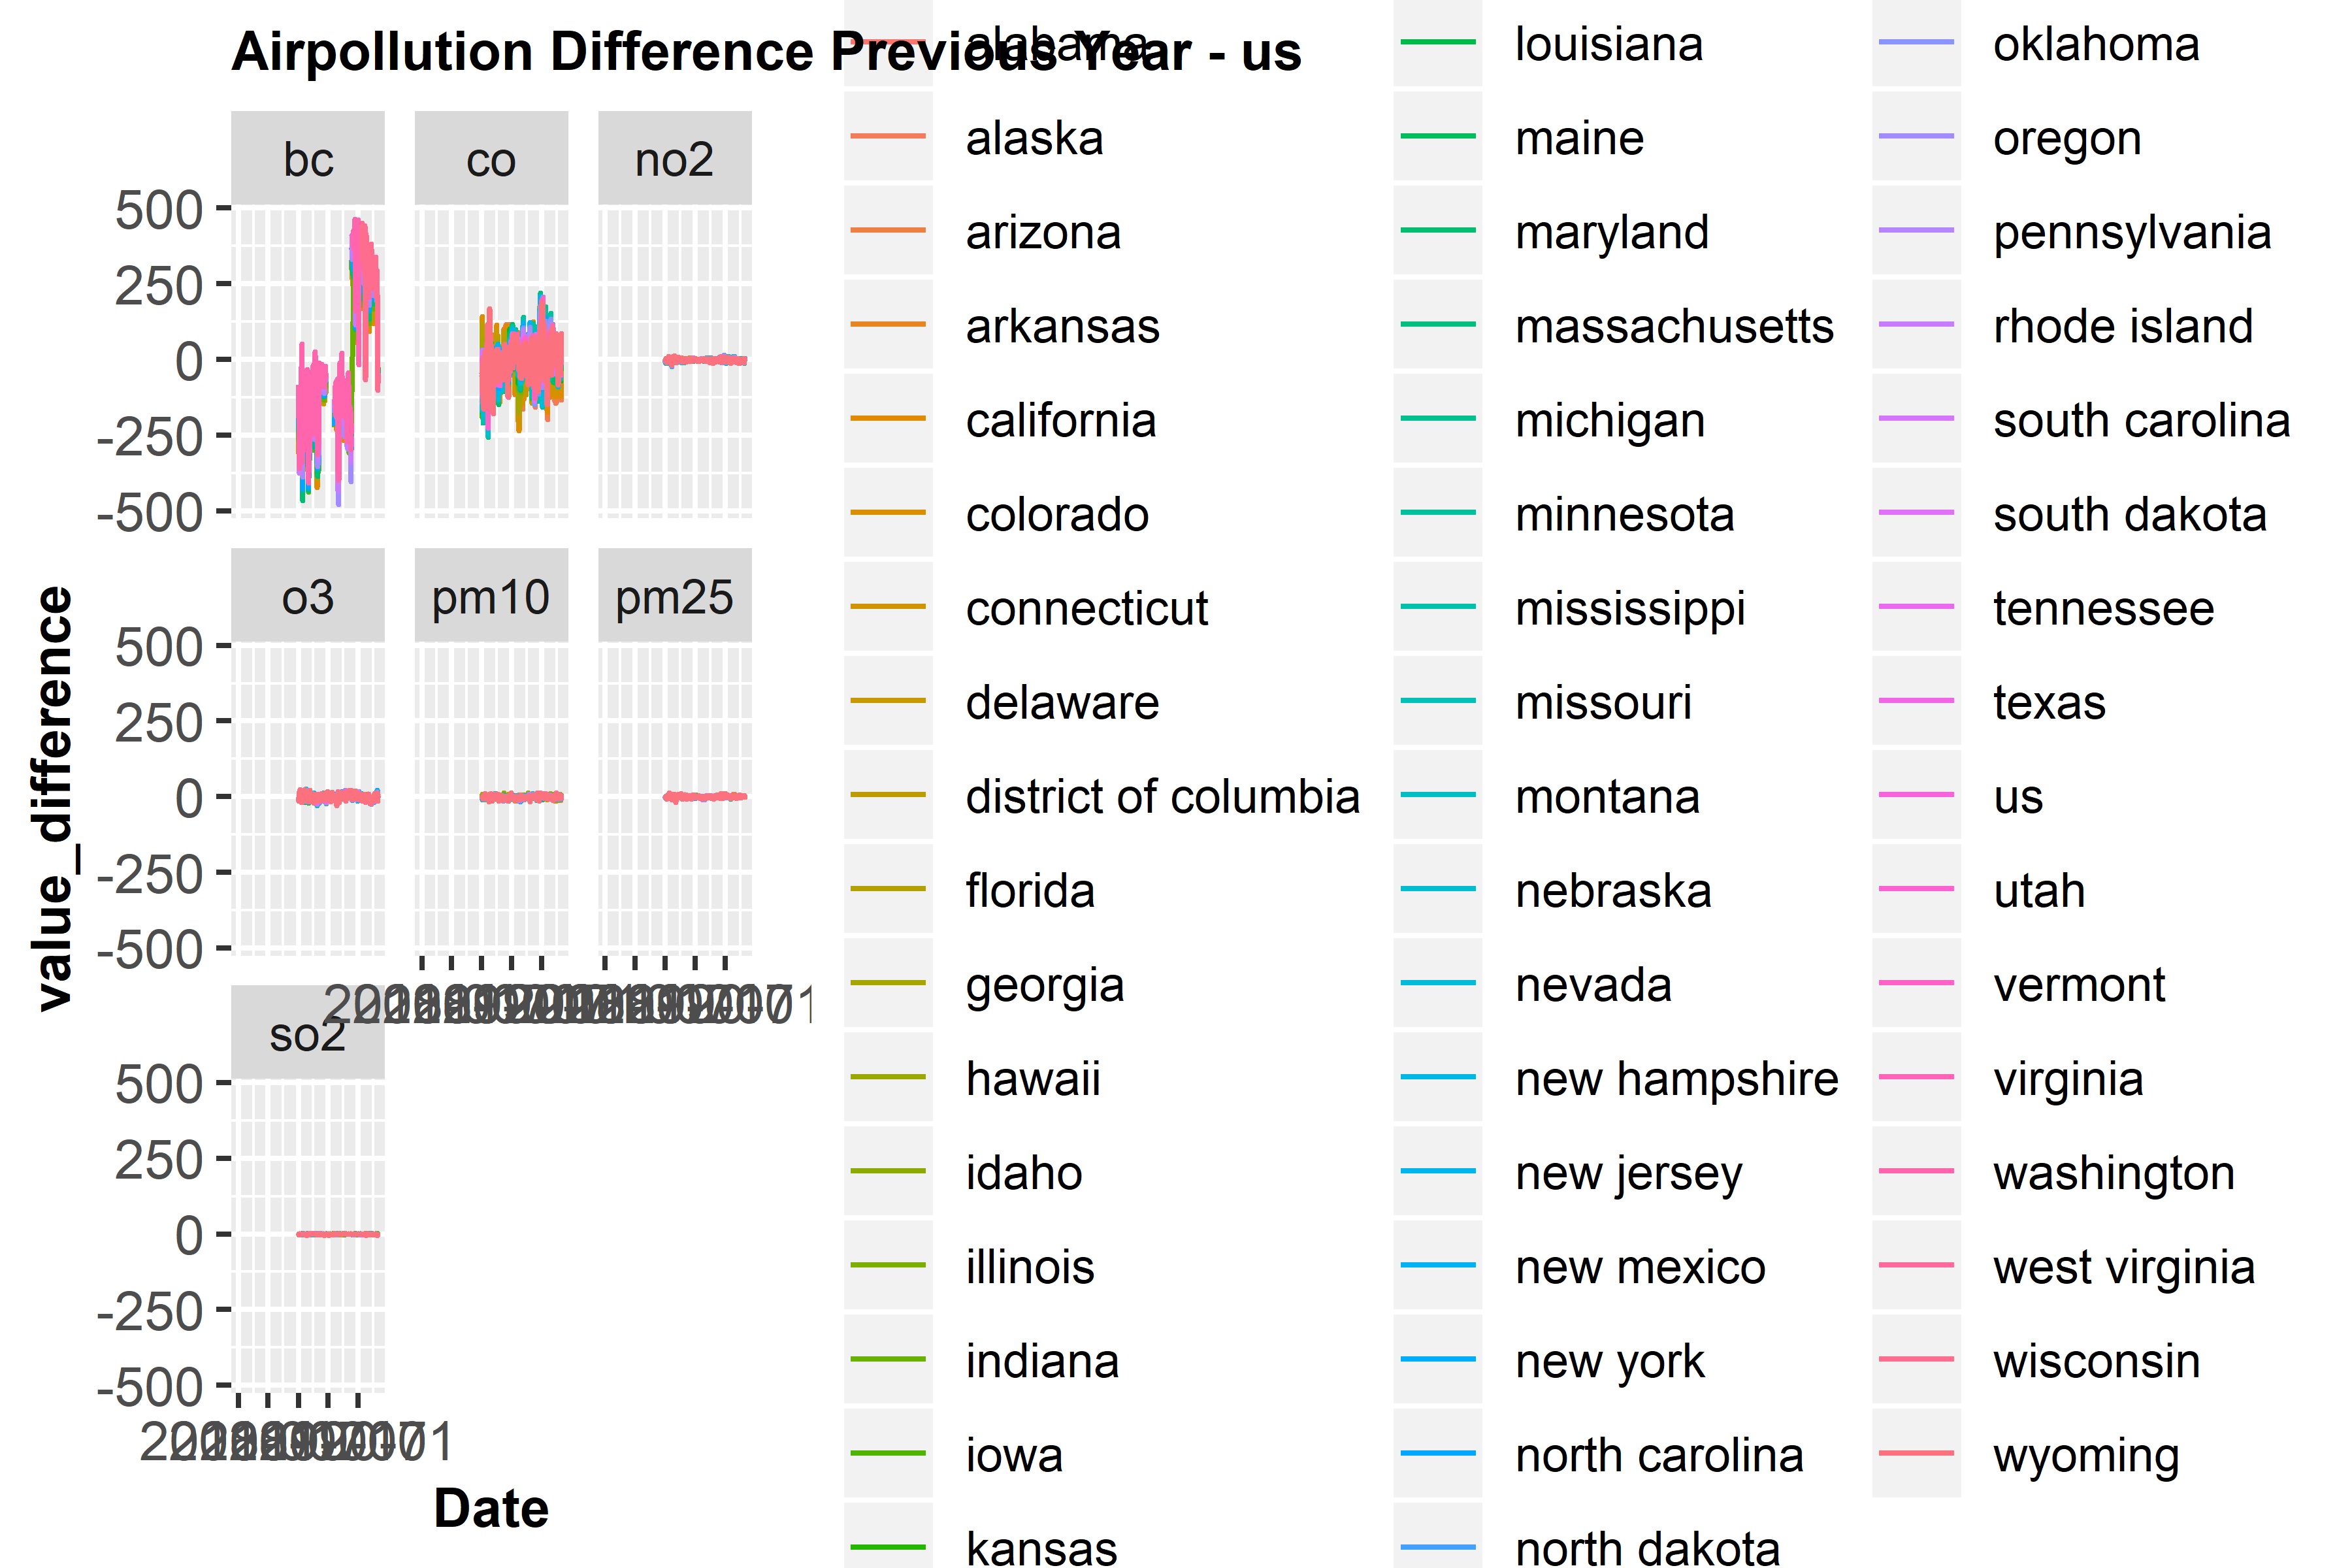 Airpollution Difference Previous Year - us
bc
co
no2
500
250
0
-250
-500
o3
pm10
pm25
500
250
0
-250
-500
so2
500
250
0
-250
-500
value_difference
Date
alabama
alaska
arizona
arkansas
california
colorado
connecticut
delaware
district of columbia
florida
georgia
hawaii
idaho
illinois
indiana
iowa
kansas
louisiana
maine
maryland
massachusetts
michigan
minnesota
mississippi
missouri
montana
nebraska
nevada
new hampshire
new jersey
new mexico
new york
north carolina
north dakota
oklahoma
oregon
pennsylvania
rhode island
south carolina
south dakota
tennessee
texas
us
utah
vermont
virginia
washington
west virginia
wisconsin
wyoming